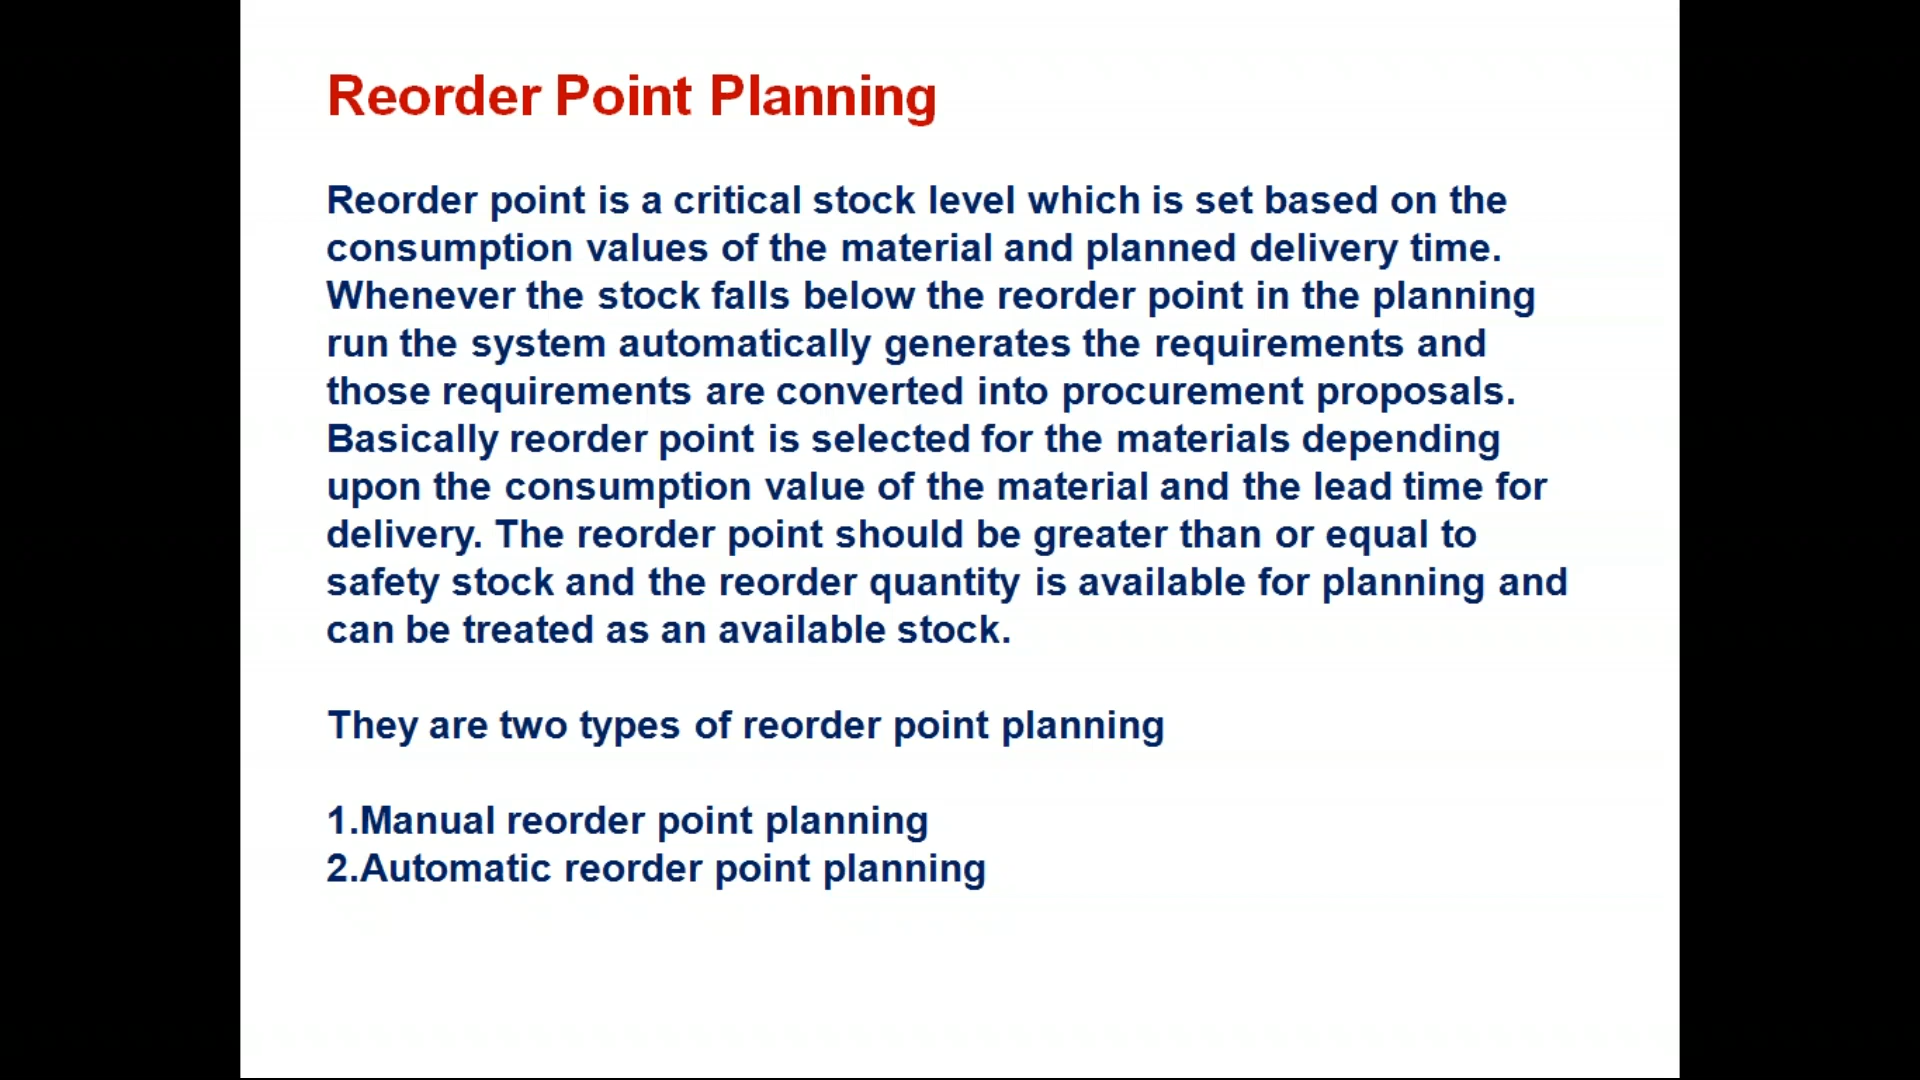 Reorder Point Planning
Reorder point is a critical stock level which is set based on the
consumption values of the material and planned delivery time.
Whenever the stock falls below the reorder point in the planning
run the system automatically generates the requirements and
those requirements are converted into procurement proposals.
Basically reorder point is selected for the materials depending
upon the consumption value of the material and the lead time for
delivery. The reorder point should be greater than or equal to
safety stock and the reorder quantity is available for planning and
can be treated as an available stock.
They are two types of reorder point planning
1.Manual reorder point planning
2.Automatic reorder point planning